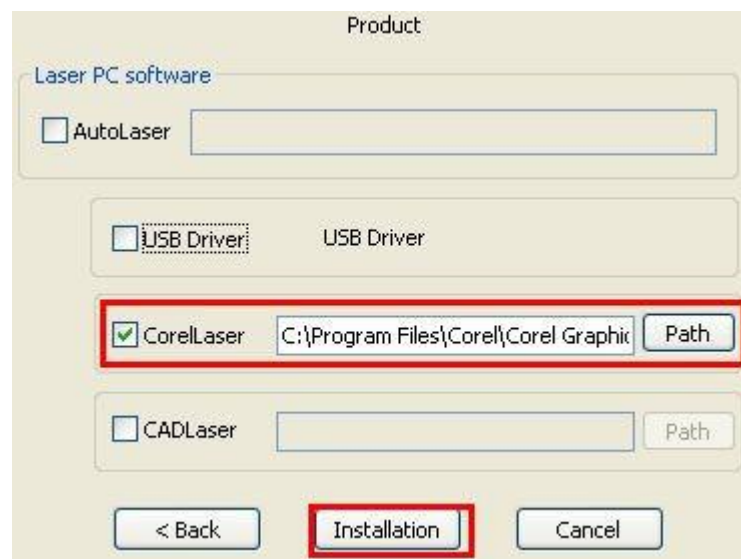 Product
Laser PC software
AutoLaser
USB Driver USB Driver
CorelLaser C:\Program Files\Corel\Corel Graphic Path
CADLaser Path
< Back Installation Cancel